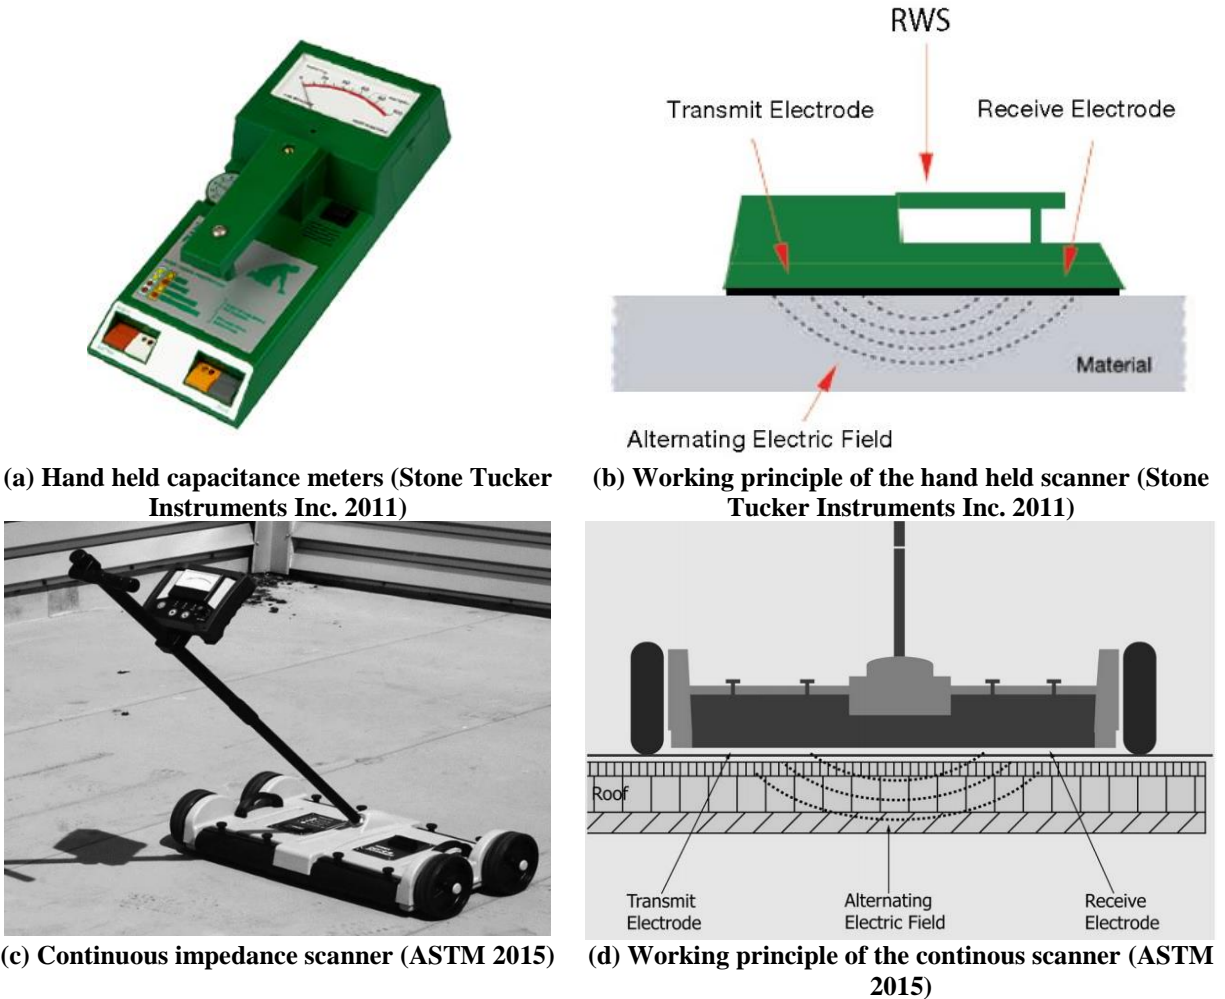 RWS
Transmit Electrode
Receive Electrode
Material
Alternating Electric Field
(a) Hand held capacitance meters (Stone Tucker
Instruments Inc. 2011)
(b) Working principle of the hand held scanner (Stone
Tucker Instruments Inc. 2011)
Roof
Transmit
Electrode
Alternating
Electric Field
Receive
Electrode
(c) Continuous impedance scanner (ASTM 2015)
(d) Working principle of the continous scanner (ASTM
2015)